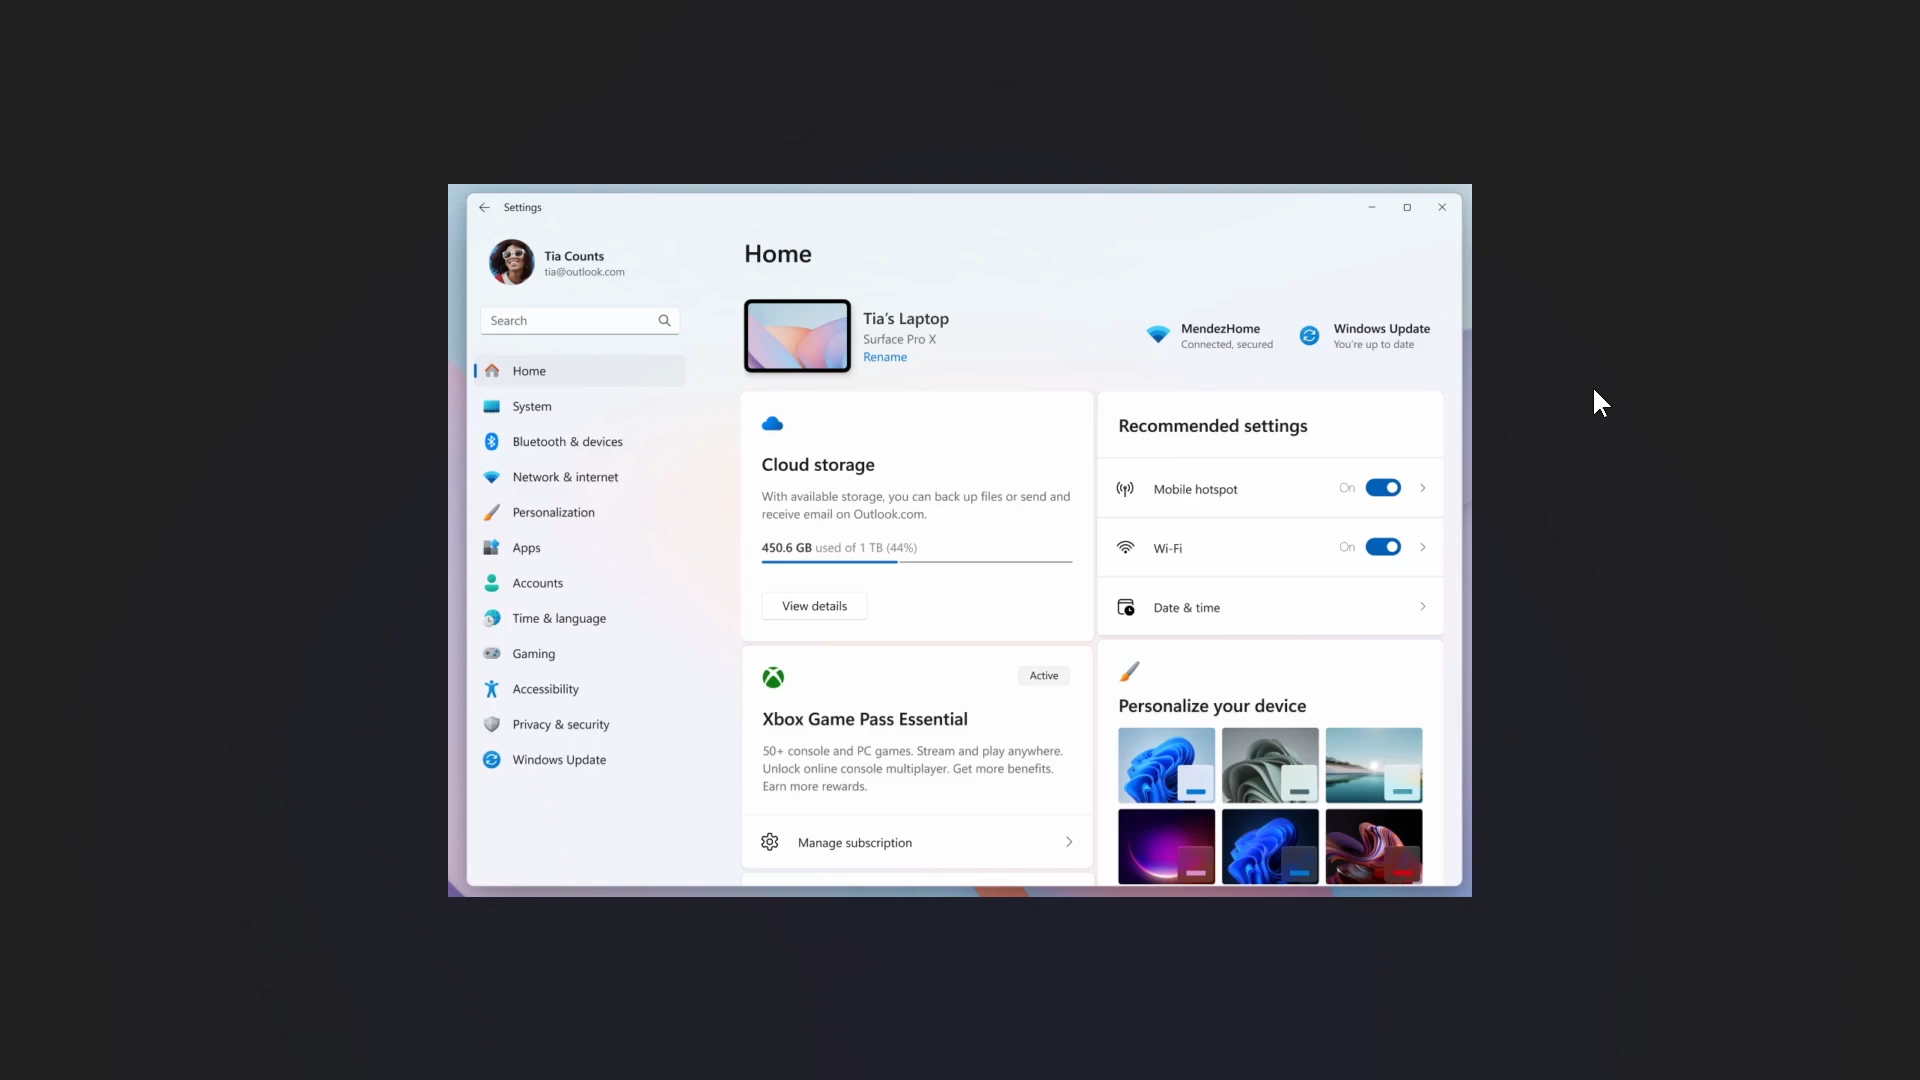 Settings
Tia Counts
tia@outlook.com
Search
Home
System
Bluetooth & devices
Network & internet
Personalization
Apps
Accounts
Time & language
Gaming
Accessibility
Privacy & security
Windows Update
Home
Tia's Laptop
Surface Pro X
Rename
MendezHome
Connected, secured
Windows Update
You're up to date
Cloud storage
With available storage, you can back up files or send and
receive email on Outlook.com.
450.6 GB used of 1 TB (44%)
View details
Active
Xbox Game Pass Essential
50+ console and PC games. Stream and play anywhere.
Unlock online console multiplayer. Get more benefits.
Earn more rewards.
Manage subscription
Recommended settings
Mobile hotspot On
Wi-Fi On
Date & time
Personalize your device